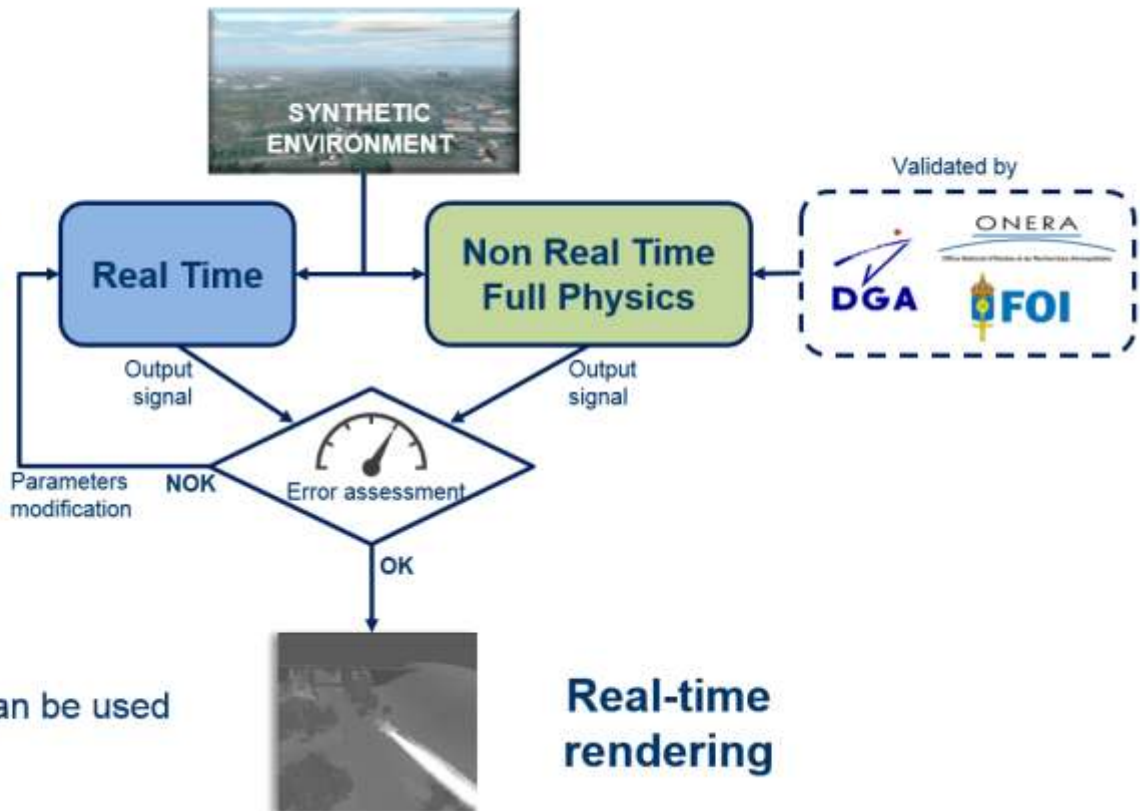 SYNTHETIC
ENVIRONMENT
Validated by
Real Time
Non Real Time
Full Physics
ONERA
DGA
FOI
Output
signal
Output
signal
Parameters
modification
NOK
Error assessment
OK
an be used
Real-time
rendering